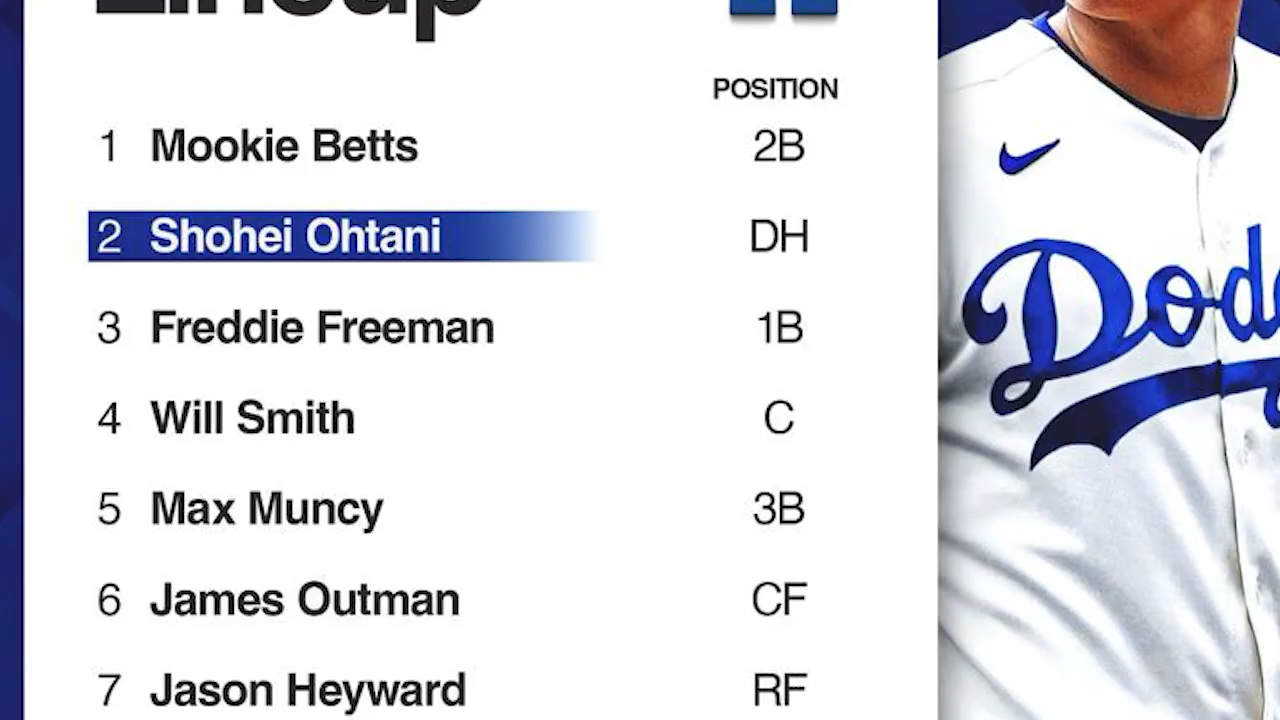 Lineup
POSITION
1 Mookie Betts 2B
2 Shohei Ohtani DH
3 Freddie Freeman 1B
4 Will Smith C
5 Max Muncy 3B
6 James Outman CF
7 Jason Heyward RF
Dod